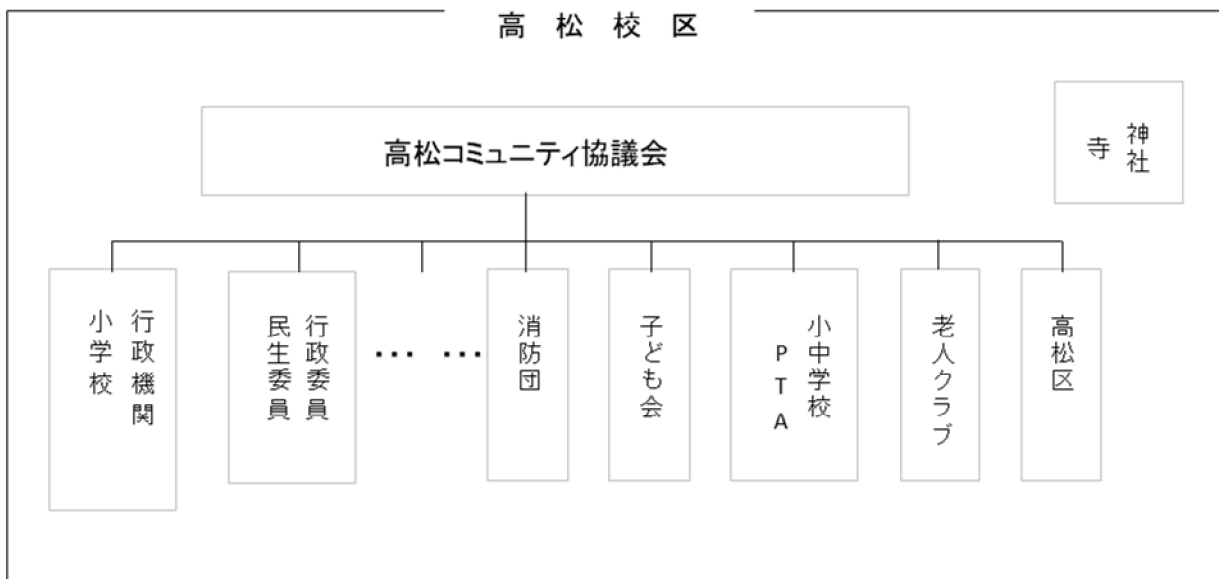 高松校区
高松コミュニティ協議会
神社
寺
行政機関
小学校
行政委員
民生委員
… …
消防団
子ども会
小中学校
PTA
老人クラブ
高松区